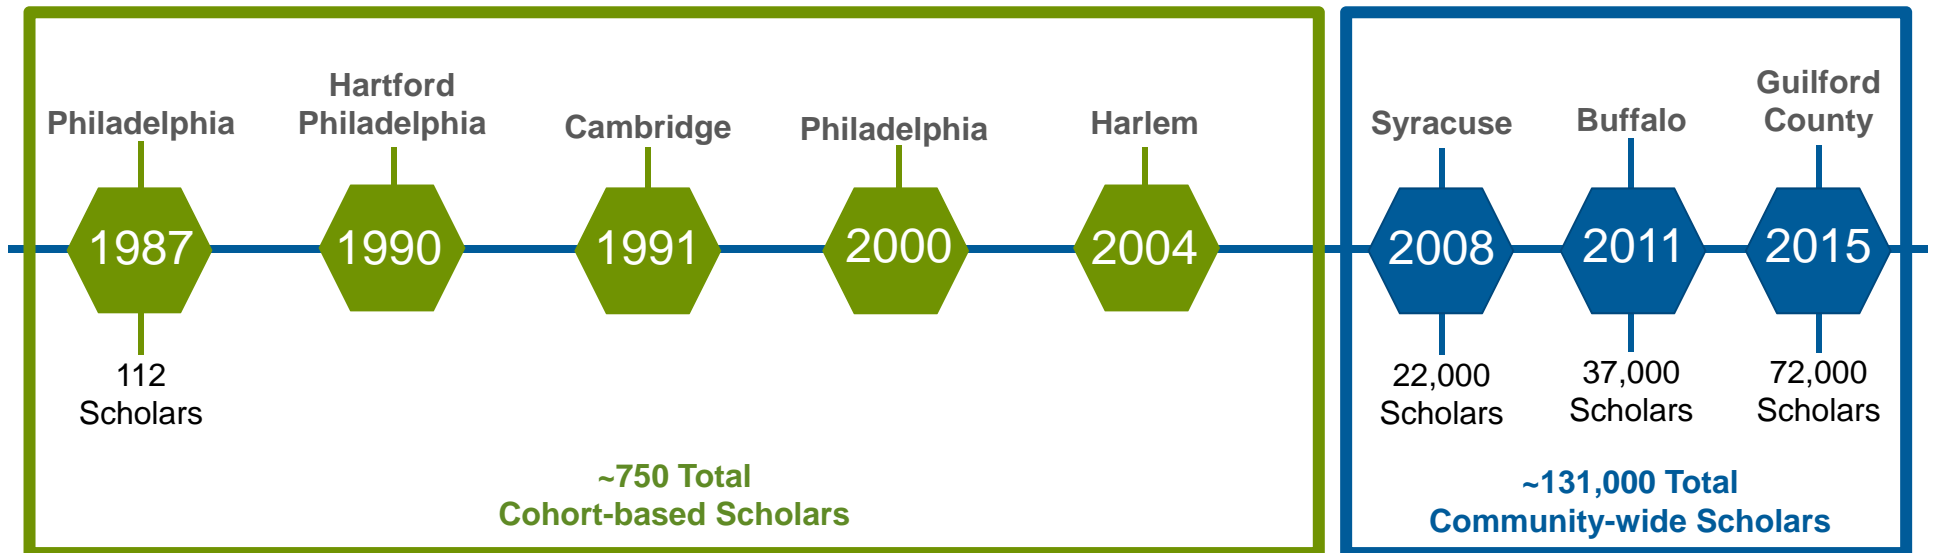 Philadelphia
1987
112
Scholars
Hartford
Philadelphia
1990
Cambridge
1991
Philadelphia
2000
Harlem
2004
~750 Total
Cohort-based Scholars
Syracuse
2008
22,000
Scholars
Buffalo
2011
37,000
Scholars
Guilford
County
2015
72,000
Scholars
~131,000 Total
Community-wide Scholars